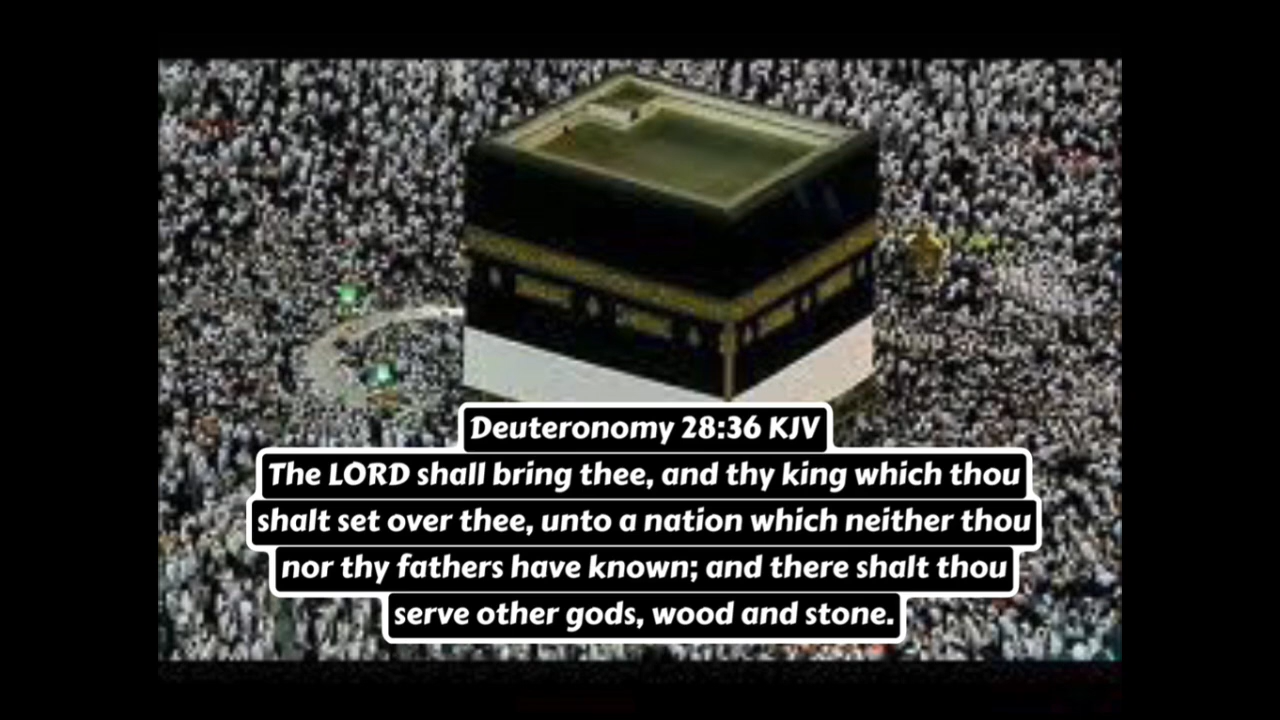 Deuteronomy 28:36 KJV
The LORD shall bring thee, and thy king which thou
shalt set over thee, unto a nation which neither thou
nor thy fathers have known; and there shalt thou
serve other gods, wood and stone.